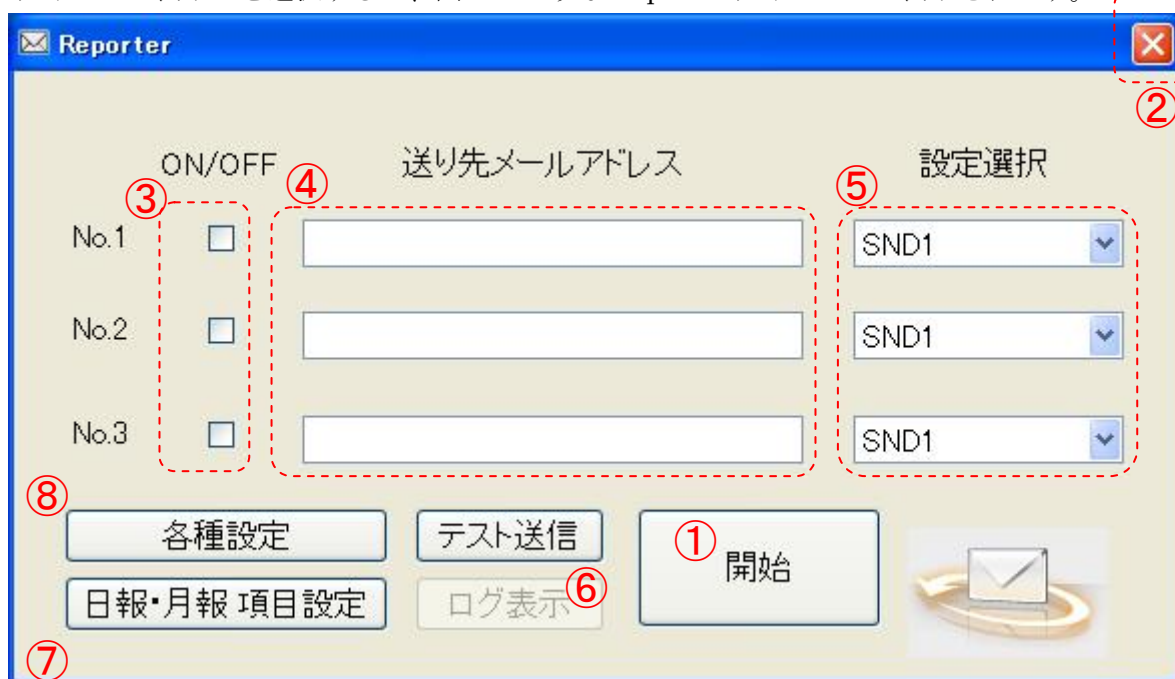 Reporter
②
ON/OFF 送り先メールアドレス 設定選択
③ ④ ⑤
No.1 SND1
No.2 SND1
No.3 SND1
⑧
各種設定 テスト送信 ① 開始
日報・月報 項目設定 ログ表示 ⑥
⑦